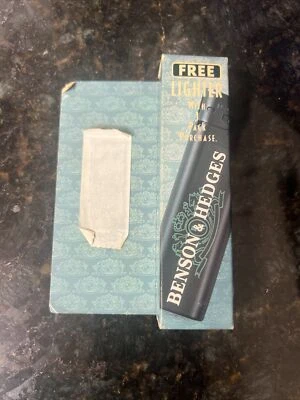 FREE
LIGHTER
WITH
PACK
PURCHASE.
BENSON & HEDGES